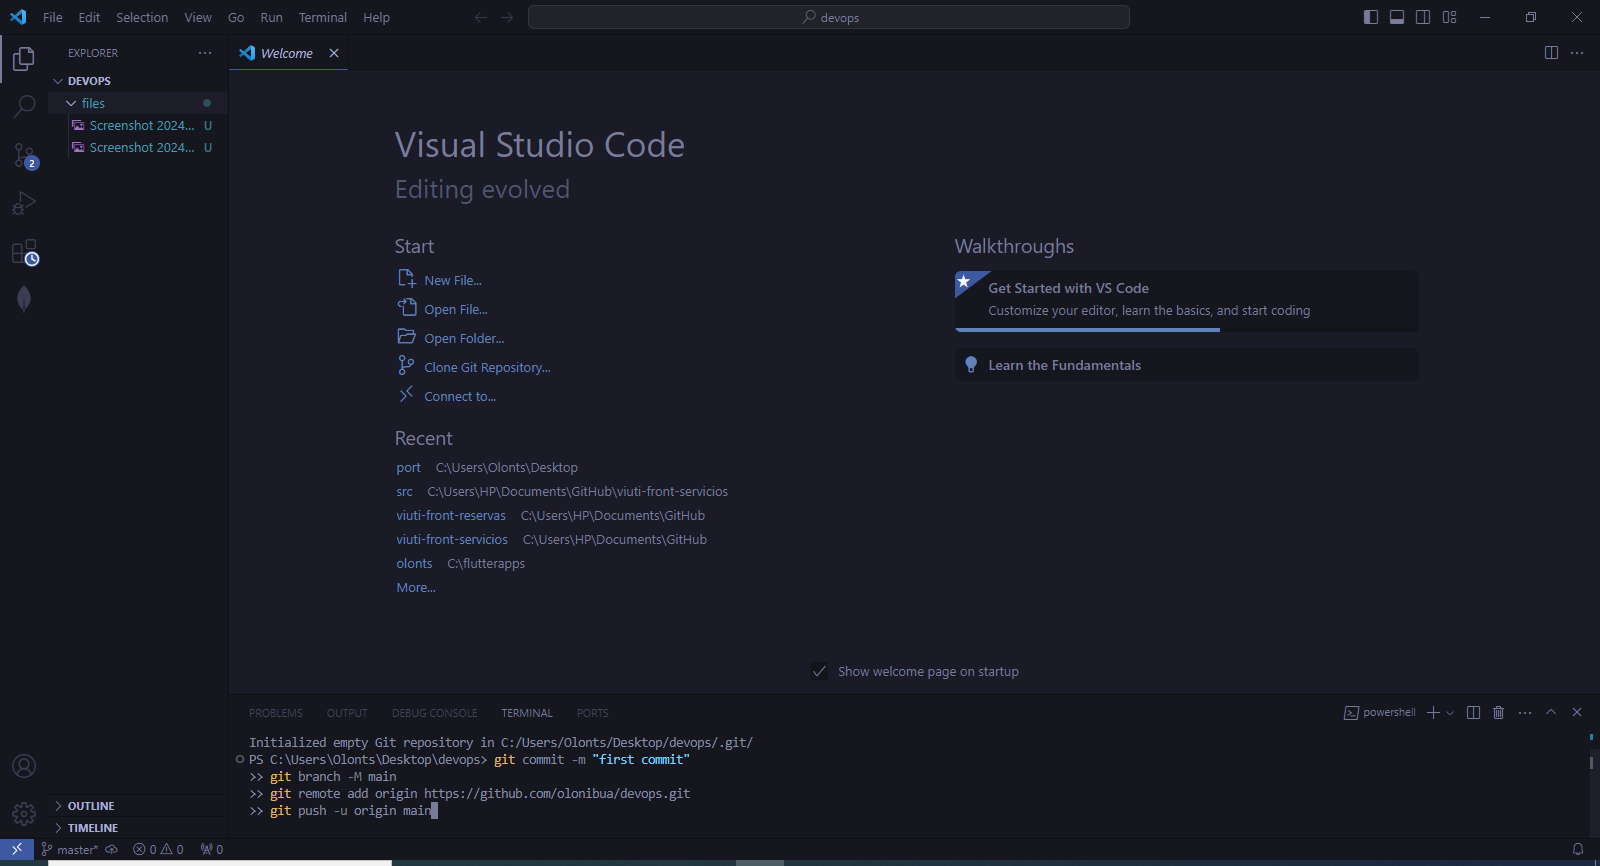 File Edit Selection View Go Run Terminal Help
devops
EXPLORER
Welcome
DEVOPS
files
Screenshot 2024... U
Screenshot 2024... U
2
Visual Studio Code
Editing evolved
Start
New File...
Open File...
Open Folder...
Clone Git Repository...
Connect to...
Recent
port C:\Users\Olonts\Desktop
src C:\Users\HP\Documents\GitHub\viuti-front-servicios
viuti-front-reservas C:\Users\HP\Documents\GitHub
viuti-front-servicios C:\Users\HP\Documents\GitHub
olonts C:\flutterapps
More...
Walkthroughs
Get Started with VS Code
Customize your editor, learn the basics, and start coding
Learn the Fundamentals
Show welcome page on startup
PROBLEMS OUTPUT DEBUG CONSOLE TERMINAL PORTS
powershell
Initialized empty Git repository in C:/Users/Olonts/Desktop/devops/.git/
PS C:\Users\Olonts\Desktop\devops> git commit -m "first commit"
>> git branch -M main
>> git remote add origin https://github.com/olonibua/devops.git
>> git push -u origin main
OUTLINE
TIMELINE
master* 0 0 0